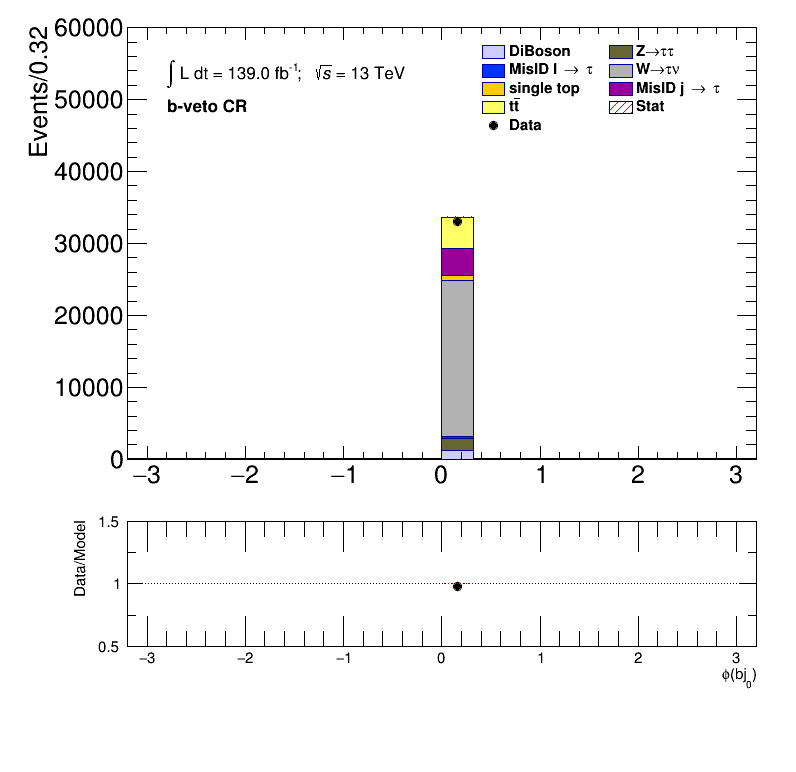 Events/0.32
60000
50000
40000
30000
20000
10000
0
∫ L dt = 139.0 fb⁻¹; √s = 13 TeV
b-veto CR
DiBoson Z→ττ
MisID l → τ W→τν
single top MisID j → τ
tt̄ Stat
Data
−3 −2 −1 0 1 2 3
Data/Model
1.5
1
0.5
−3 −2 −1 0 1 2 3
ϕ(bj₀)